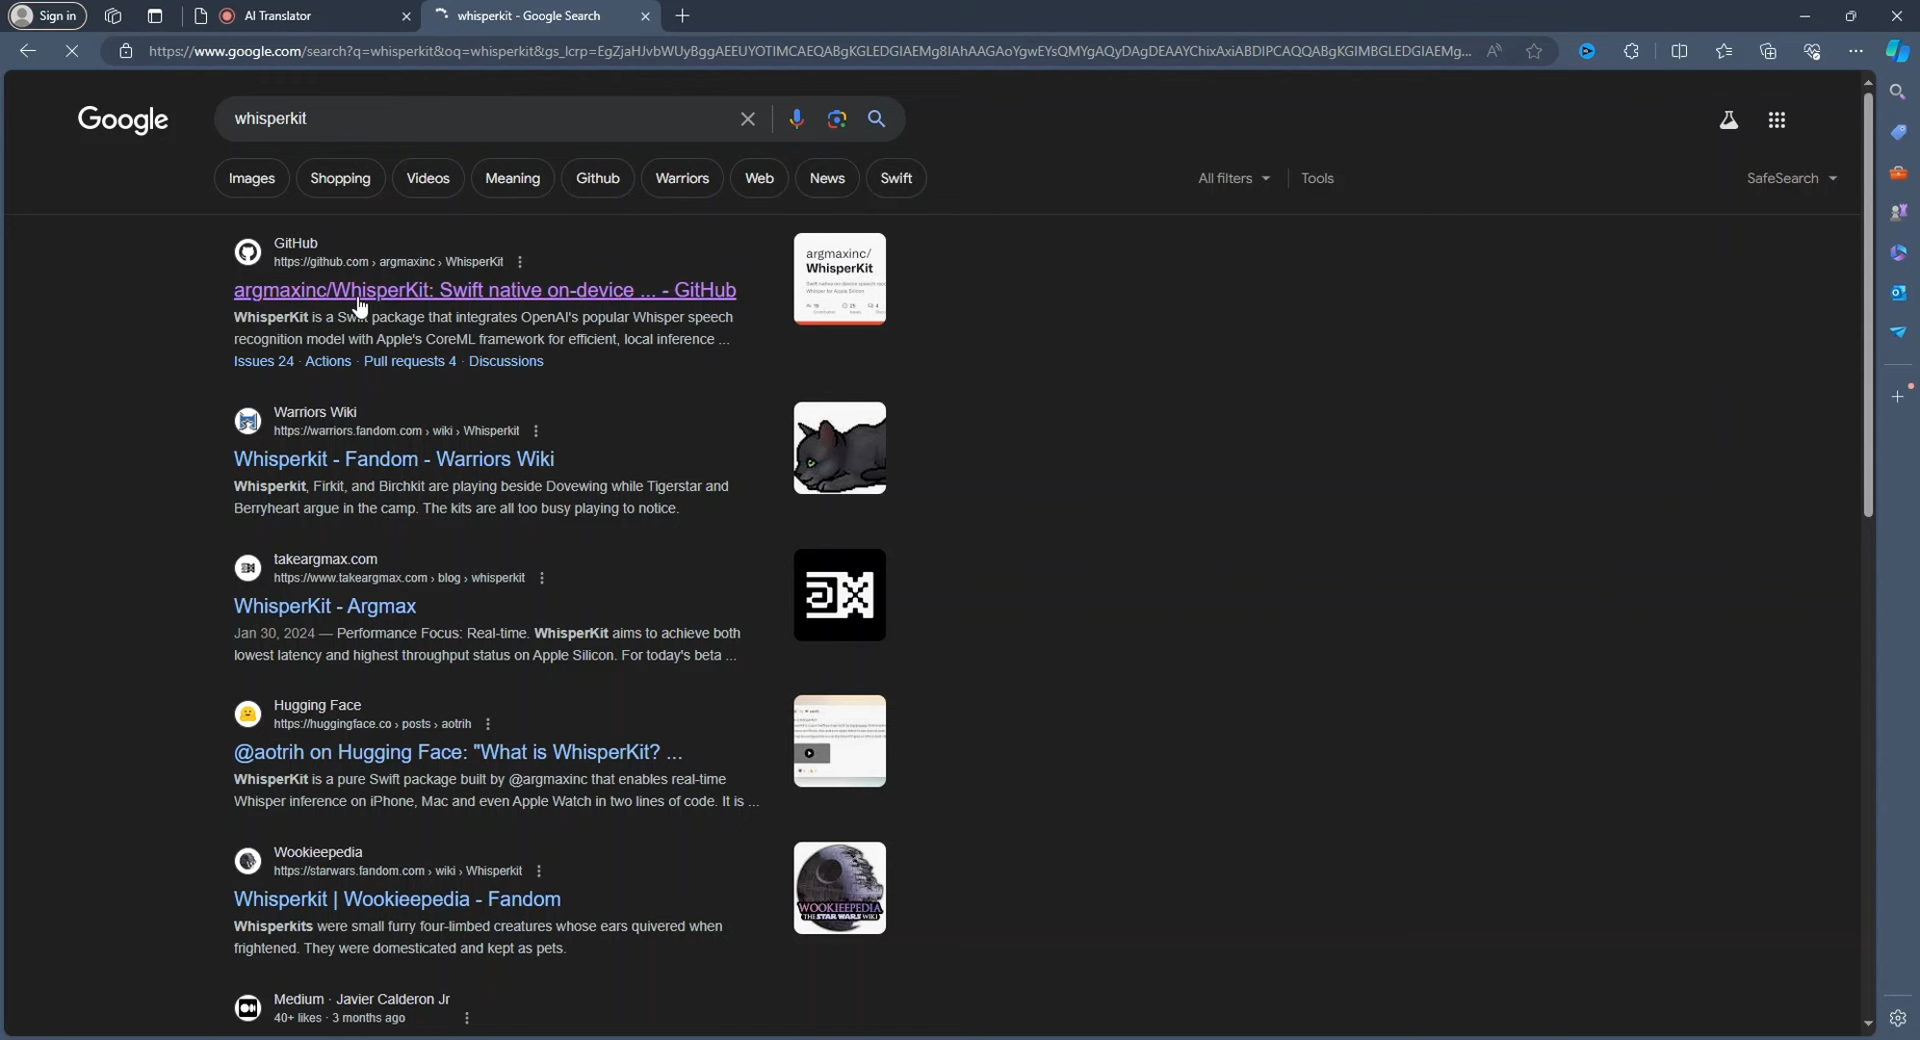 Sign in
AI Translator
whisperkit - Google Search
https://www.google.com/search?q=whisperkit&oq=whisperkit&gs_lcrp=EgZjaHJvbWUyBggAEEUYOTIMCAEQABgKGLEDGIAEMg8IAhAAGAoYgwEYsQMYgAQyDAgDEAAYChixAxiABDIPCAQQABgKGIMBGLEDGIAEMg...
Google
whisperkit
Images
Shopping
Videos
Meaning
Github
Warriors
Web
News
Swift
All filters
Tools
SafeSearch
GitHub
https://github.com › argmaxinc › WhisperKit
argmaxinc/WhisperKit: Swift native on-device ... - GitHub
WhisperKit is a Swift package that integrates OpenAI's popular Whisper speech
recognition model with Apple's CoreML framework for efficient, local inference ...
Issues 24 · Actions · Pull requests 4 · Discussions
argmaxinc/
WhisperKit
Warriors Wiki
https://warriors.fandom.com › wiki › Whisperkit
Whisperkit - Fandom - Warriors Wiki
Whisperkit, Firkit, and Birchkit are playing beside Dovewing while Tigerstar and
Berryheart argue in the camp. The kits are all too busy playing to notice.
takeargmax.com
https://www.takeargmax.com › blog › whisperkit
WhisperKit - Argmax
Jan 30, 2024 — Performance Focus: Real-time. WhisperKit aims to achieve both
lowest latency and highest throughput status on Apple Silicon. For today's beta ...
Hugging Face
https://huggingface.co › posts › aotrih
@aotrih on Hugging Face: "What is WhisperKit? ...
WhisperKit is a pure Swift package built by @argmaxinc that enables real-time
Whisper inference on iPhone, Mac and even Apple Watch in two lines of code. It is ...
Wookieepedia
https://starwars.fandom.com › wiki › Whisperkit
Whisperkit | Wookieepedia - Fandom
Whisperkits were small furry four-limbed creatures whose ears quivered when
frightened. They were domesticated and kept as pets.
WOOKIEEPEDIA
THE STAR WARS WIKI
Medium · Javier Calderon Jr
40+ likes · 3 months ago